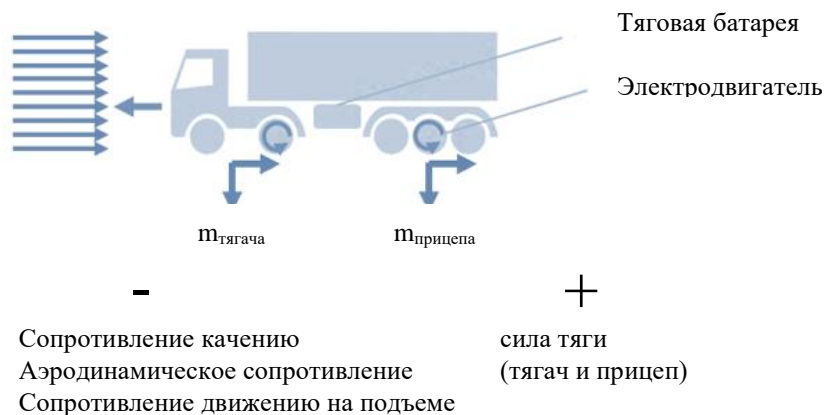 Тяговая батарея
Электродвигатель
mтягача
mприцепа
-
+
Сопротивление качению
сила тяги
Аэродинамическое сопротивление
(тягач и прицеп)
Сопротивление движению на подъеме